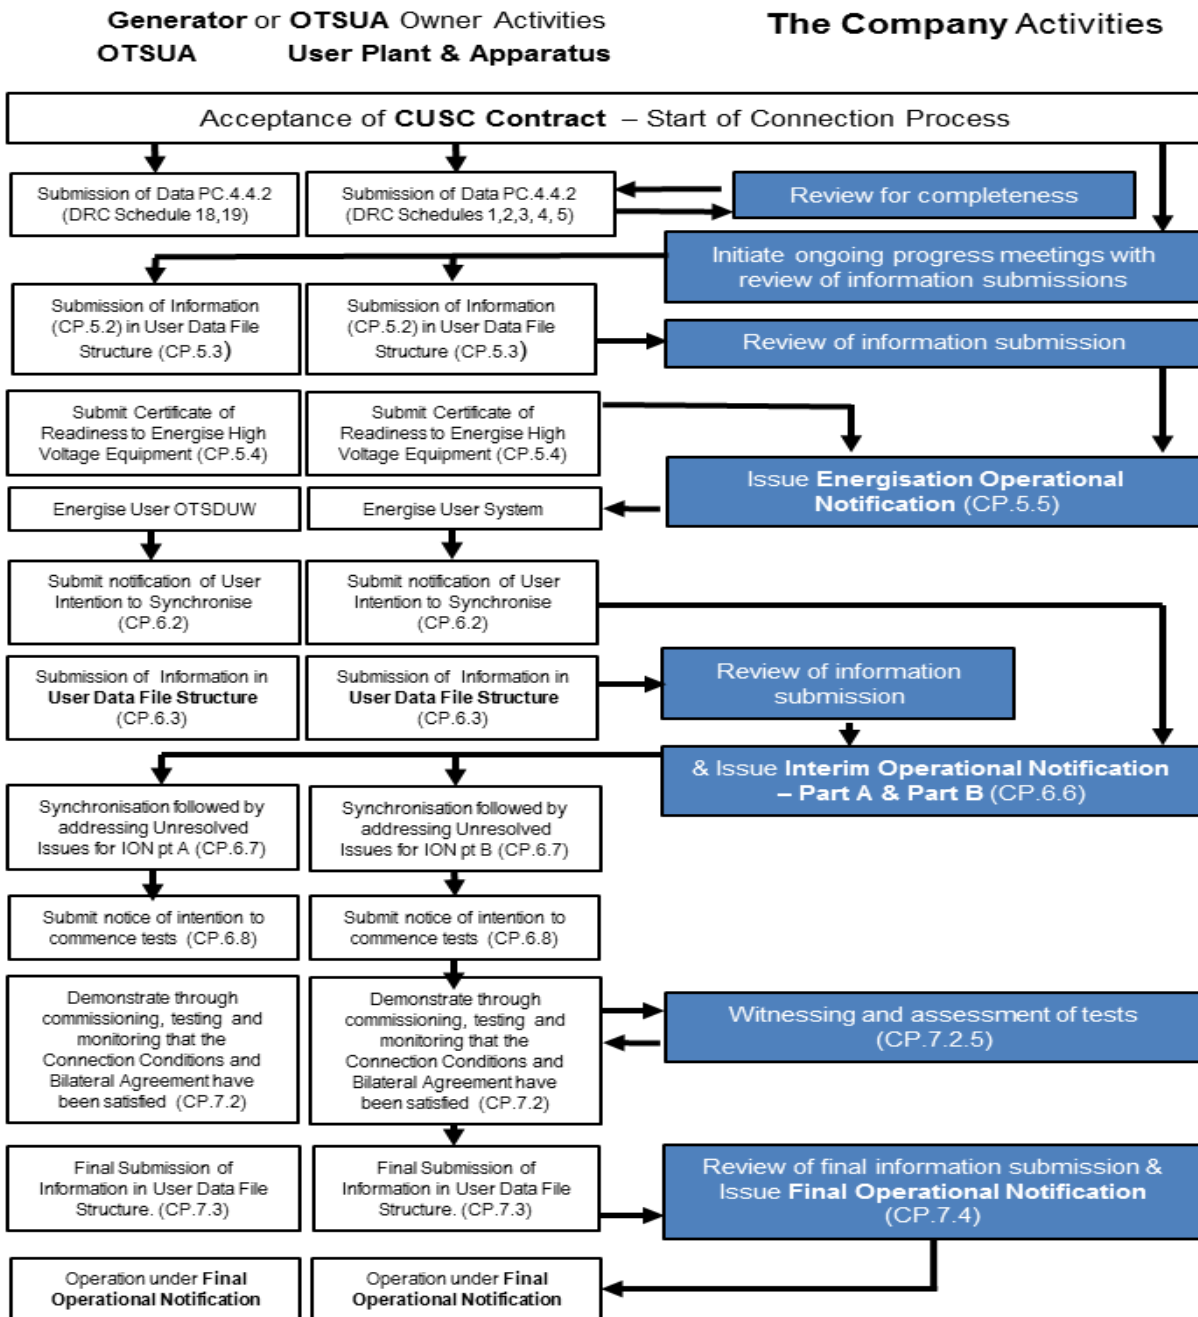 Generator or OTSUA Owner Activities
The Company Activities
OTSUA
User Plant & Apparatus
Acceptance of CUSC Contract – Start of Connection Process
Submission of Data PC.4.4.2
(DRC Schedule 18,19)
Submission of Data PC.4.4.2
(DRC Schedules 1,2,3, 4, 5)
Review for completeness
Initiate ongoing progress meetings with
review of information submissions
Submission of Information
(CP.5.2) in User Data File
Structure (CP.5.3)
Submission of Information
(CP.5.2) in User Data File
Structure (CP.5.3)
Review of information submission
Submit Certificate of
Readiness to Energise High
Voltage Equipment (CP.5.4)
Submit Certificate of
Readiness to Energise High
Voltage Equipment (CP.5.4)
Issue Energisation Operational
Notification (CP.5.5)
Energise User OTSDUW
Energise User System
Submit notification of User
Intention to Synchronise
(CP.6.2)
Submit notification of User
Intention to Synchronise
(CP.6.2)
Submission of Information in
User Data File Structure
(CP.6.3)
Submission of Information in
User Data File Structure
(CP.6.3)
Review of information
submission
& Issue Interim Operational Notification
– Part A & Part B (CP.6.6)
Synchronisation followed by
addressing Unresolved
Issues for ION pt A (CP.6.7)
Synchronisation followed by
addressing Unresolved
Issues for ION pt B (CP.6.7)
Submit notice of intention to
commence tests (CP.6.8)
Submit notice of intention to
commence tests (CP.6.8)
Demonstrate through
commissioning, testing and
monitoring that the
Connection Conditions and
Bilateral Agreement have
been satisfied (CP.7.2)
Demonstrate through
commissioning, testing and
monitoring that the
Connection Conditions and
Bilateral Agreement have
been satisfied (CP.7.2)
Witnessing and assessment of tests
(CP.7.2.5)
Final Submission of
Information in User Data File
Structure. (CP.7.3)
Final Submission of
Information in User Data File
Structure. (CP.7.3)
Review of final information submission &
Issue Final Operational Notification
(CP.7.4)
Operation under Final
Operational Notification
Operation under Final
Operational Notification